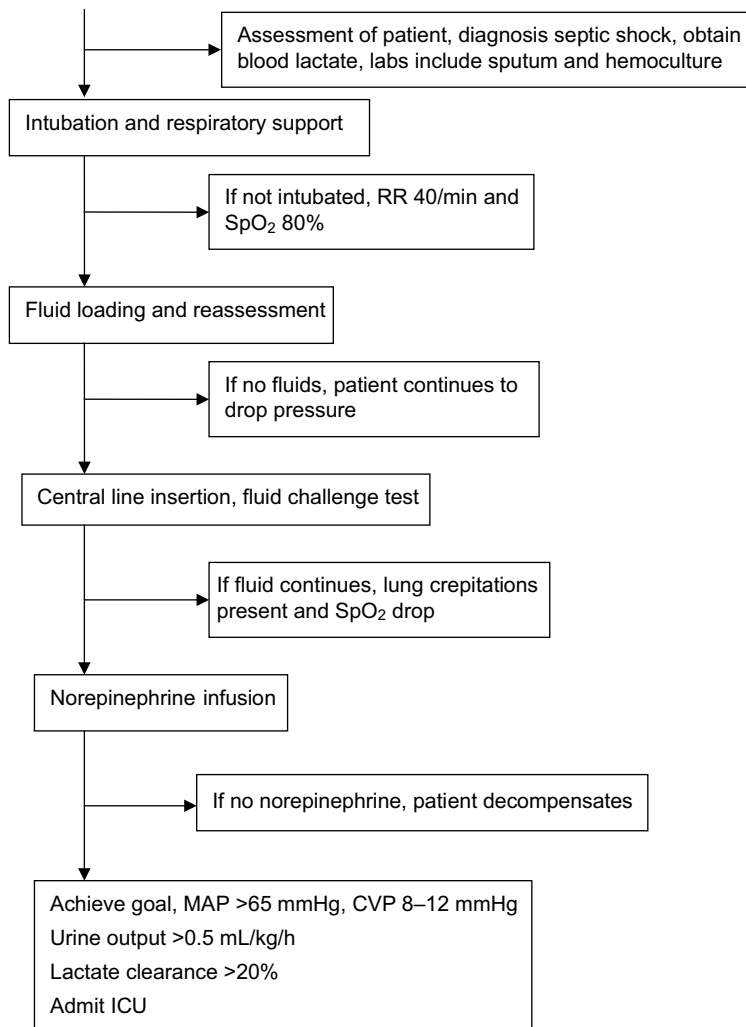 Assessment of patient, diagnosis septic shock, obtain
blood lactate, labs include sputum and hemoculture
Intubation and respiratory support
If not intubated, RR 40/min and
SpO₂ 80%
Fluid loading and reassessment
If no fluids, patient continues to
drop pressure
Central line insertion, fluid challenge test
If fluid continues, lung crepitations
present and SpO₂ drop
Norepinephrine infusion
If no norepinephrine, patient decompensates
Achieve goal, MAP >65 mmHg, CVP 8–12 mmHg
Urine output >0.5 mL/kg/h
Lactate clearance >20%
Admit ICU